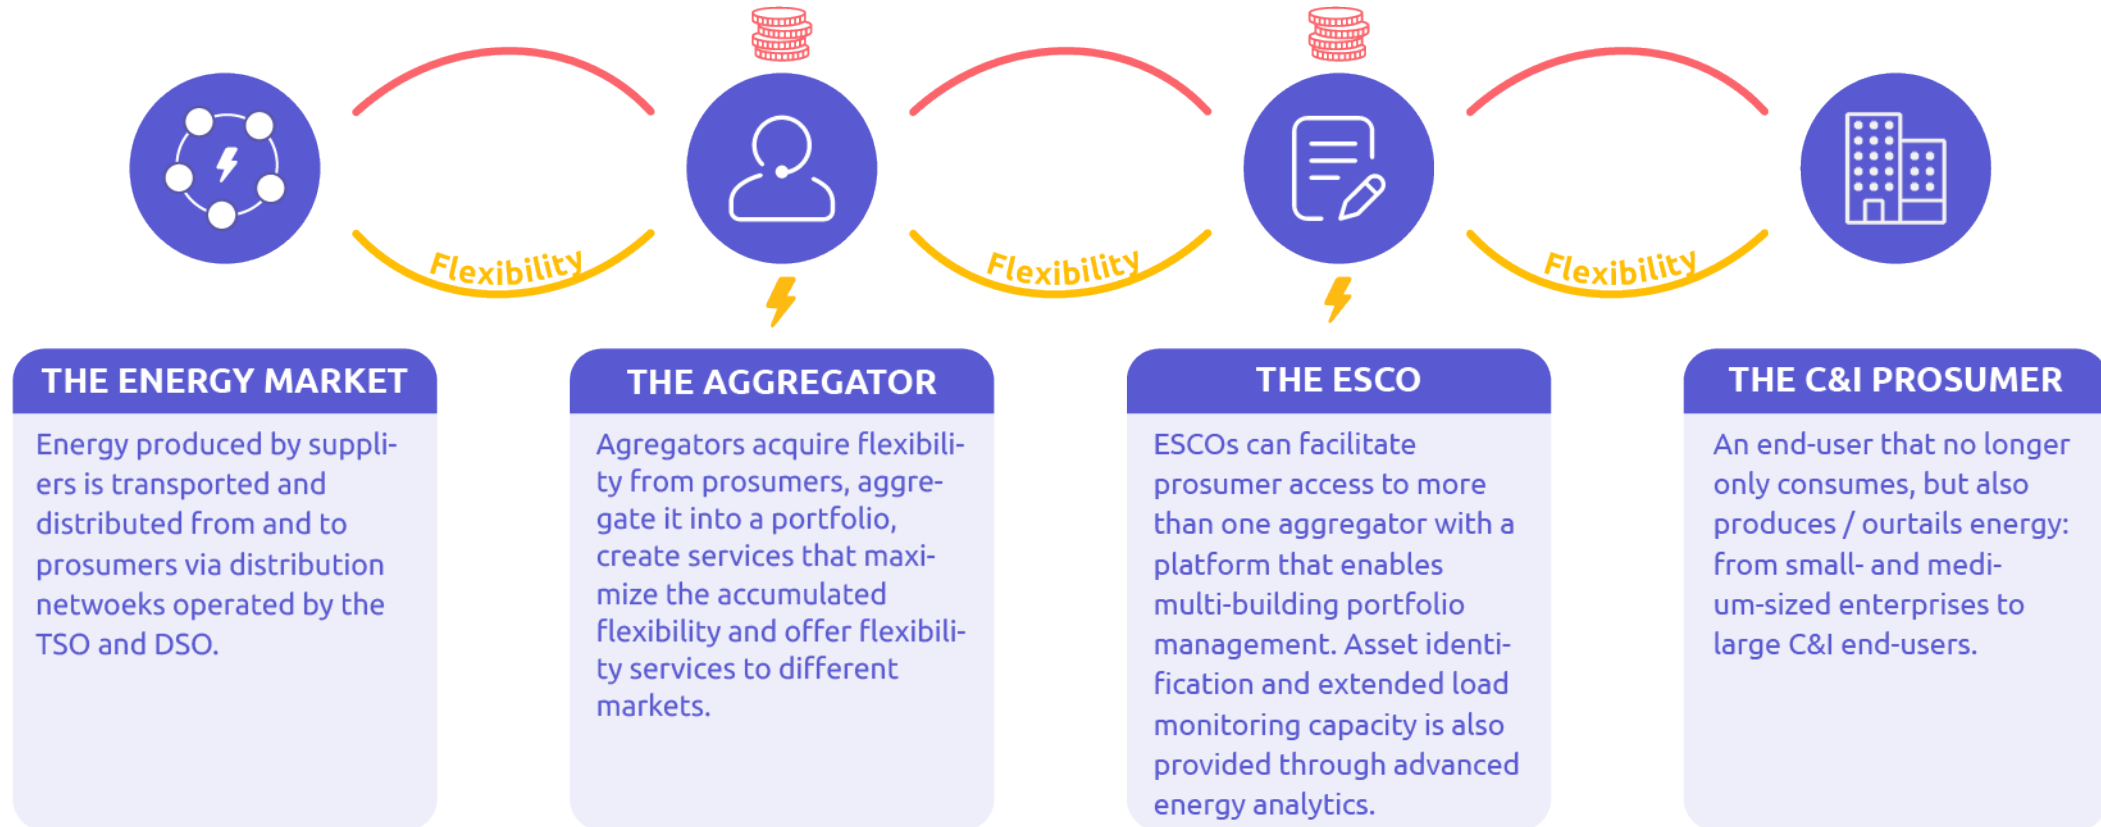 Flexibility
Flexibility
Flexibility
THE ENERGY MARKET
Energy produced by suppli-
ers is transported and
distributed from and to
prosumers via distribution
netwoeks operated by the
TSO and DSO.
THE AGGREGATOR
Agregators acquire flexibili-
ty from prosumers, aggre-
gate it into a portfolio,
create services that maxi-
mize the accumulated
flexibility and offer flexibili-
ty services to different
markets.
THE ESCO
ESCOs can facilitate
prosumer access to more
than one aggregator with a
platform that enables
multi-building portfolio
management. Asset identi-
fication and extended load
monitoring capacity is also
provided through advanced
energy analytics.
THE C&I PROSUMER
An end-user that no longer
only consumes, but also
produces / ourtails energy:
from small- and medi-
um-sized enterprises to
large C&I end-users.